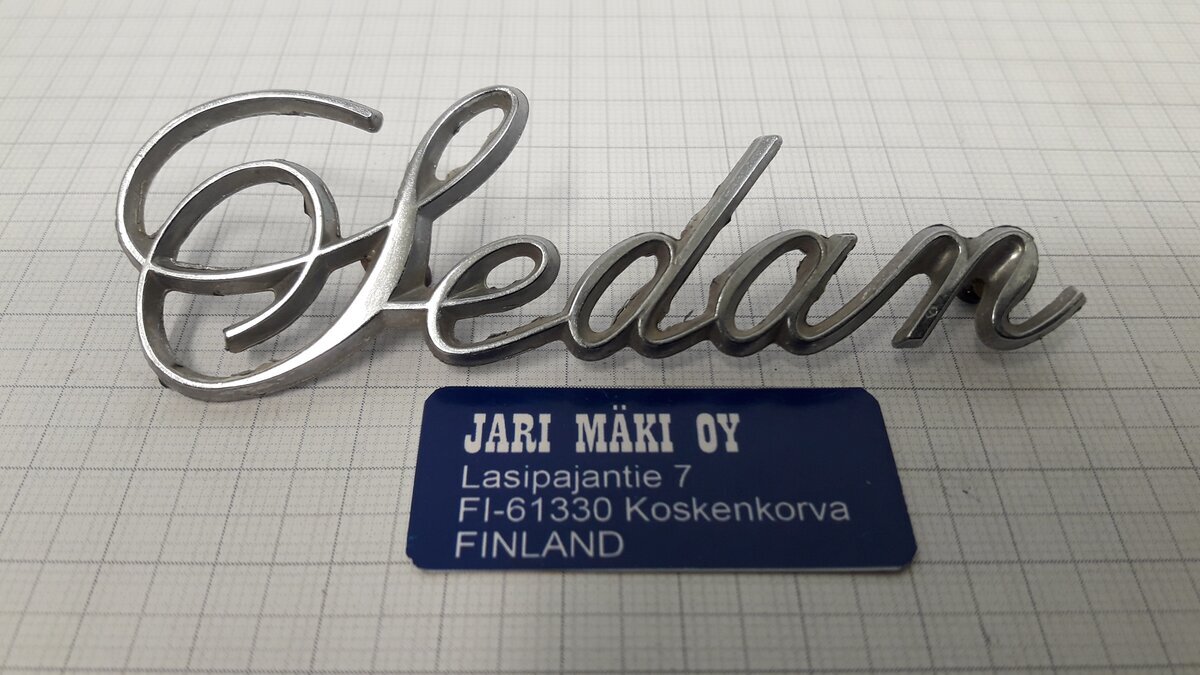 Sedan
JARI MÄKI OY
Lasipajantie 7
FI-61330 Koskenkorva
FINLAND